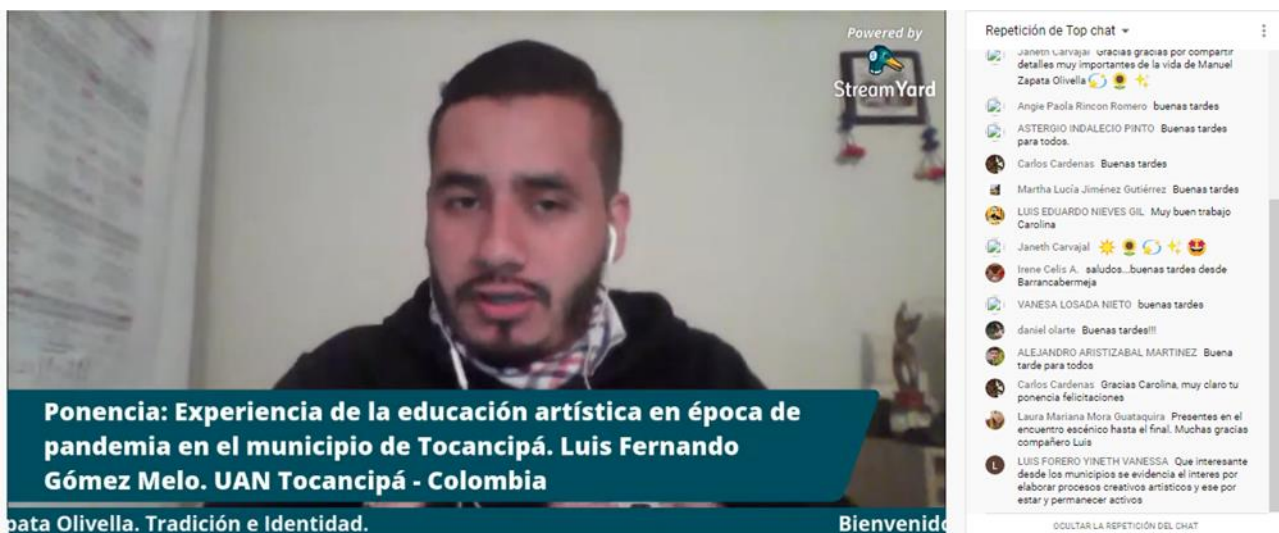 Powered by
StreamYard
Ponencia: Experiencia de la educación artística en época de
pandemia en el municipio de Tocancipá. Luis Fernando
Gómez Melo. UAN Tocancipá - Colombia
pata Olivella. Tradición e Identidad.
Bienvenido
Repetición de Top chat
Janeth Carvajal Gracias gracias por compartir
detalles muy importantes de la vida de Manuel
Zapata Olivella
Angie Paola Rincon Romero buenas tardes
ASTERGIO INDALECIO PINTO Buenas tardes
para todos.
Carlos Cardenas Buenas tardes
Martha Lucía Jiménez Gutiérrez Buenas tardes
LUIS EDUARDO NIEVES GIL Muy buen trabajo
Carolina
Janeth Carvajal
Irene Celis A. saludos...buenas tardes desde
Barrancabermeja
VANESA LOSADA NIETO buenas tardes
daniel olarte Buenas tardes!!!
ALEJANDRO ARISTIZABAL MARTINEZ Buena
tarde para todos
Carlos Cardenas Gracias Carolina, muy claro tu
ponencia felicitaciones
Laura Mariana Mora Guataquira Presentes en el
encuentro escénico hasta el final. Muchas gracias
compañero Luis
L
LUIS FORERO YINETH VANESSA Que interesante
desde los municipios se evidencia el interes por
elaborar procesos creativos artisticos y ese por
estar y permanecer activos
OCULTAR LA REPETICIÓN DEL CHAT